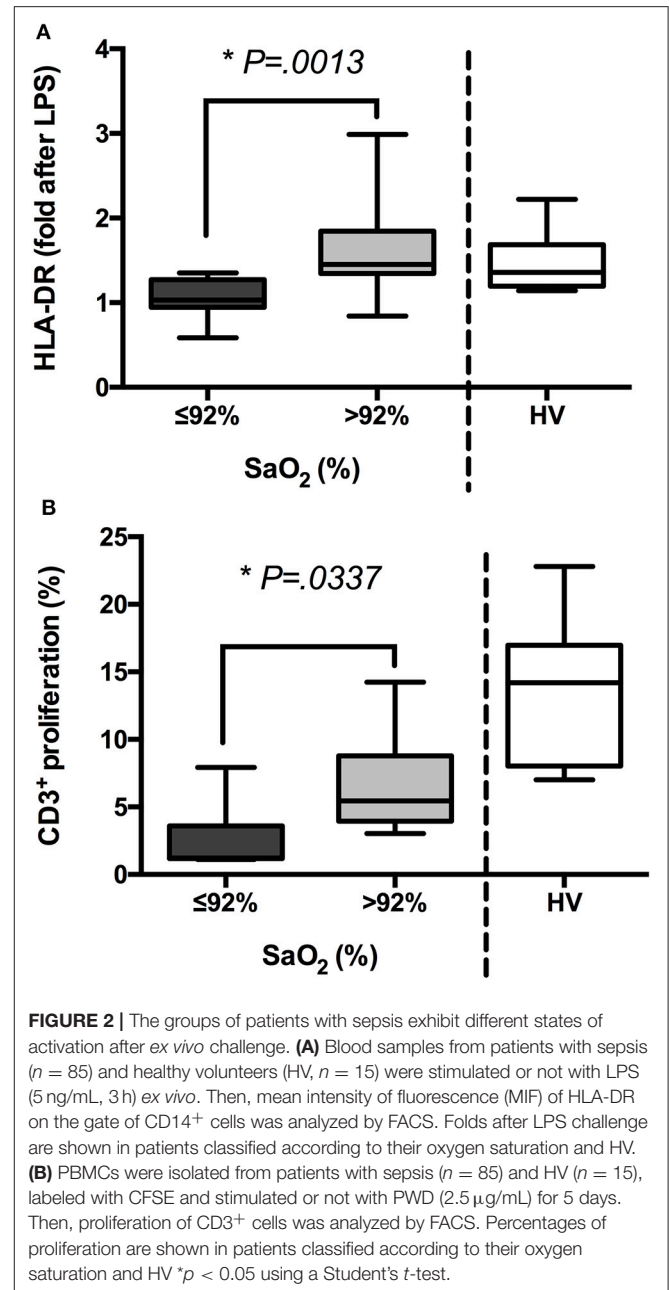 A
HLA-DR (fold after LPS)
4
3
2
1
0
* P=.0013
≤92%
>92%
HV
SaO₂ (%)
B
CD3⁺ proliferation (%)
25
20
15
10
5
0
* P=.0337
≤92%
>92%
HV
SaO₂ (%)
FIGURE 2 | The groups of patients with sepsis exhibit different states of
activation after ex vivo challenge. (A) Blood samples from patients with sepsis
(n = 85) and healthy volunteers (HV, n = 15) were stimulated or not with LPS
(5 ng/mL, 3 h) ex vivo. Then, mean intensity of fluorescence (MIF) of HLA-DR
on the gate of CD14⁺ cells was analyzed by FACS. Folds after LPS challenge
are shown in patients classified according to their oxygen saturation and HV.
(B) PBMCs were isolated from patients with sepsis (n = 85) and HV (n = 15),
labeled with CFSE and stimulated or not with PWD (2.5 μg/mL) for 5 days.
Then, proliferation of CD3⁺ cells was analyzed by FACS. Percentages of
proliferation are shown in patients classified according to their oxygen
saturation and HV *p < 0.05 using a Student's t-test.